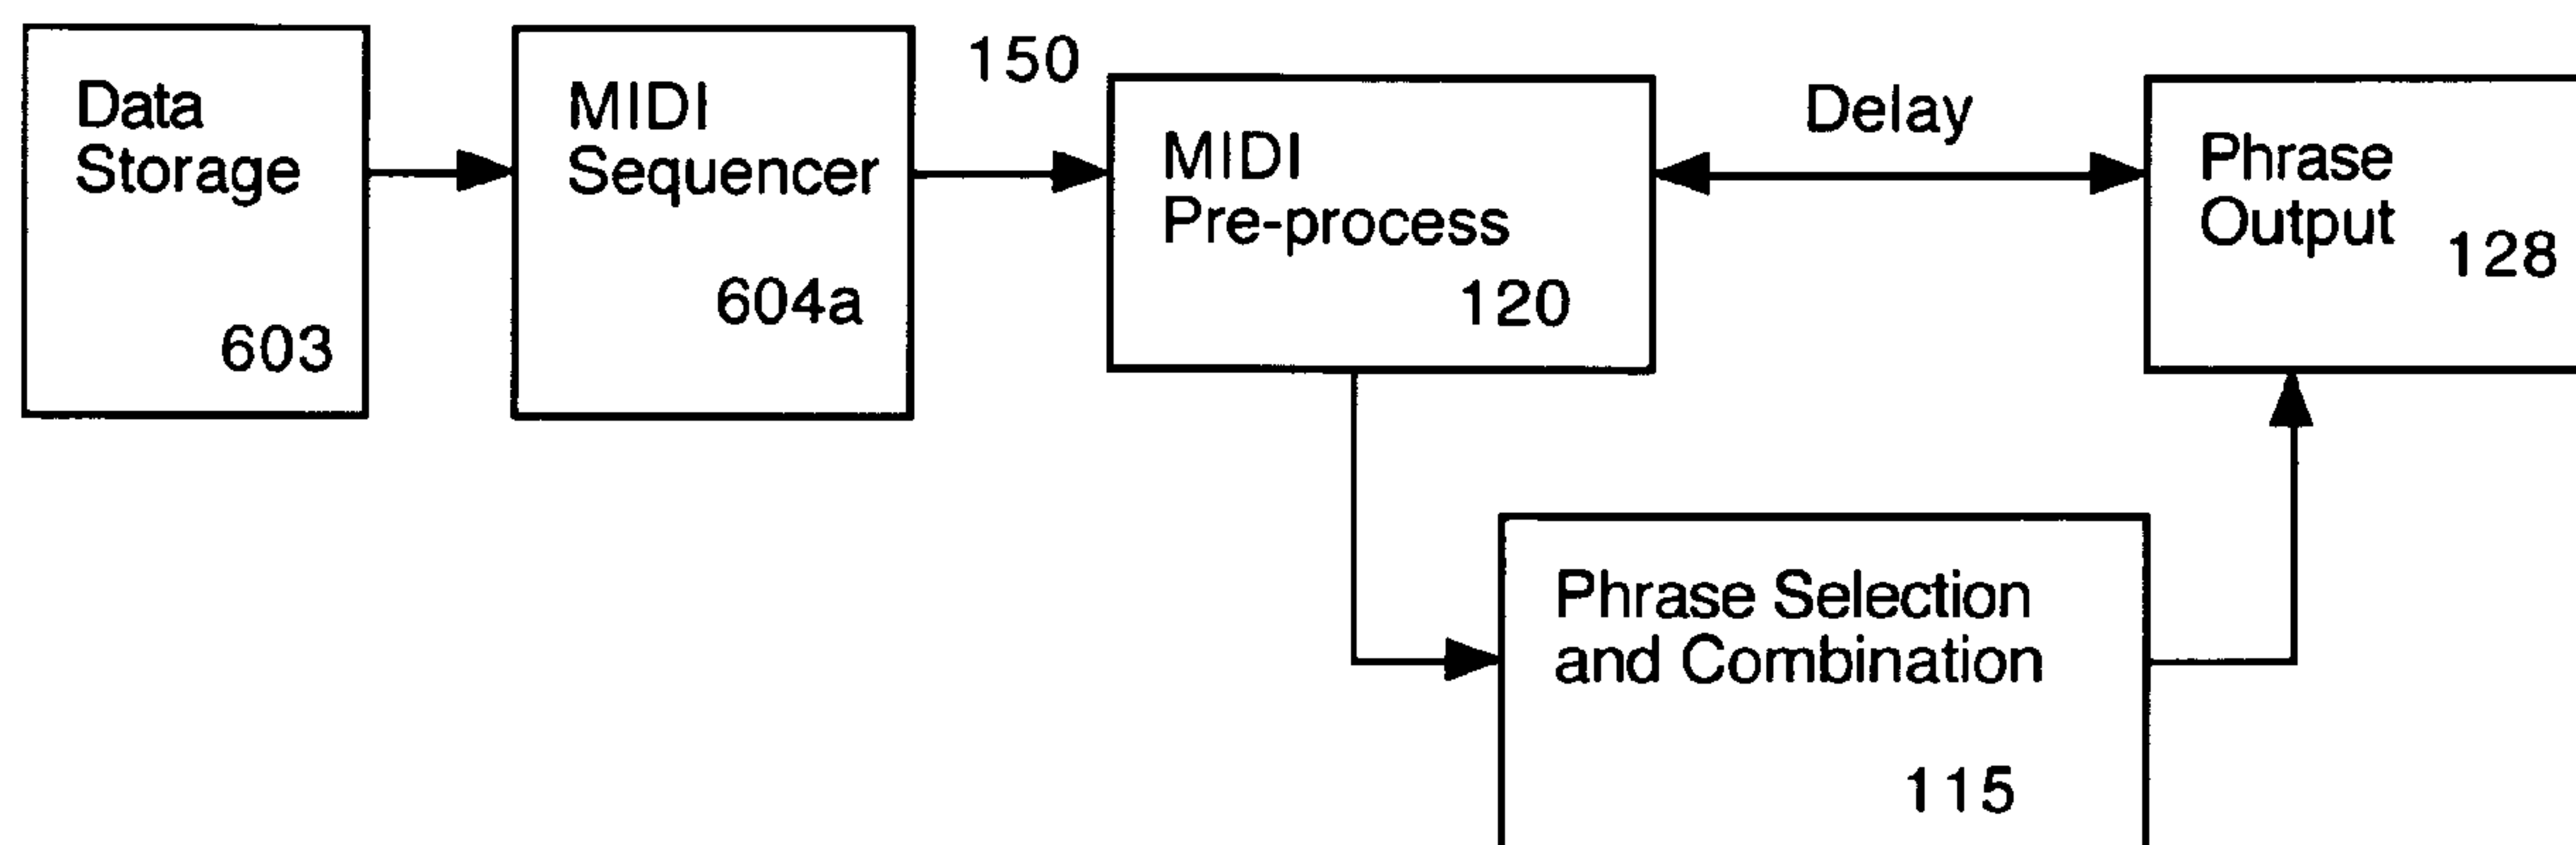 Data
Storage
603
MIDI
Sequencer
604a
150
MIDI
Pre-process
120
Delay
Phrase
Output
128
Phrase Selection
and Combination
115